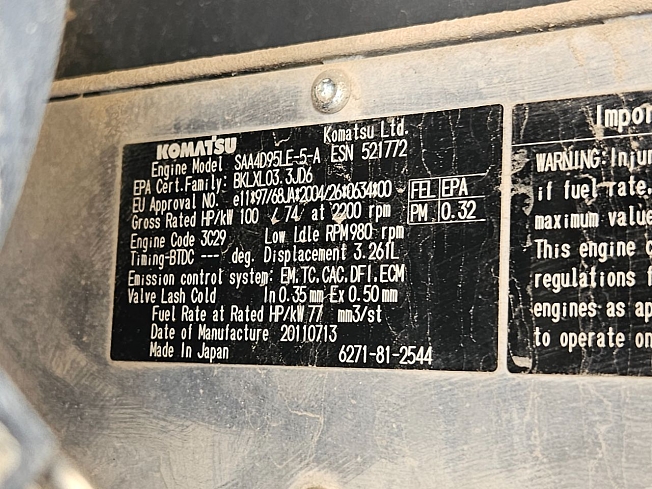 KOMATSU Komatsu Ltd.
Engine Model SAA4D95LE-5-A ESN 521772
EPA Cert.Family: BKLXL03.3JD6
EU Approval NO. e11*97/68JA*2004/26*0634*00
FEL EPA
Gross Rated HP/kW 100 / 74 at 2200 rpm
PM 0.32
Engine Code 3C29 Low Idle RPM980 rpm
Timing-BTDC --- deg. Displacement 3.26ℓL
Emission control system: EM,TC,CAC,DFI,ECM
Valve Lash Cold In 0.35 mm Ex 0.50 mm
Fuel Rate at Rated HP/kW 77 mm3/st
Date of Manufacture 20110713
Made In Japan 6271-81-2544
Impor
WARNING: Injur
if fuel rate,
maximum value
This engine c
regulations f
engines as ap
to operate on